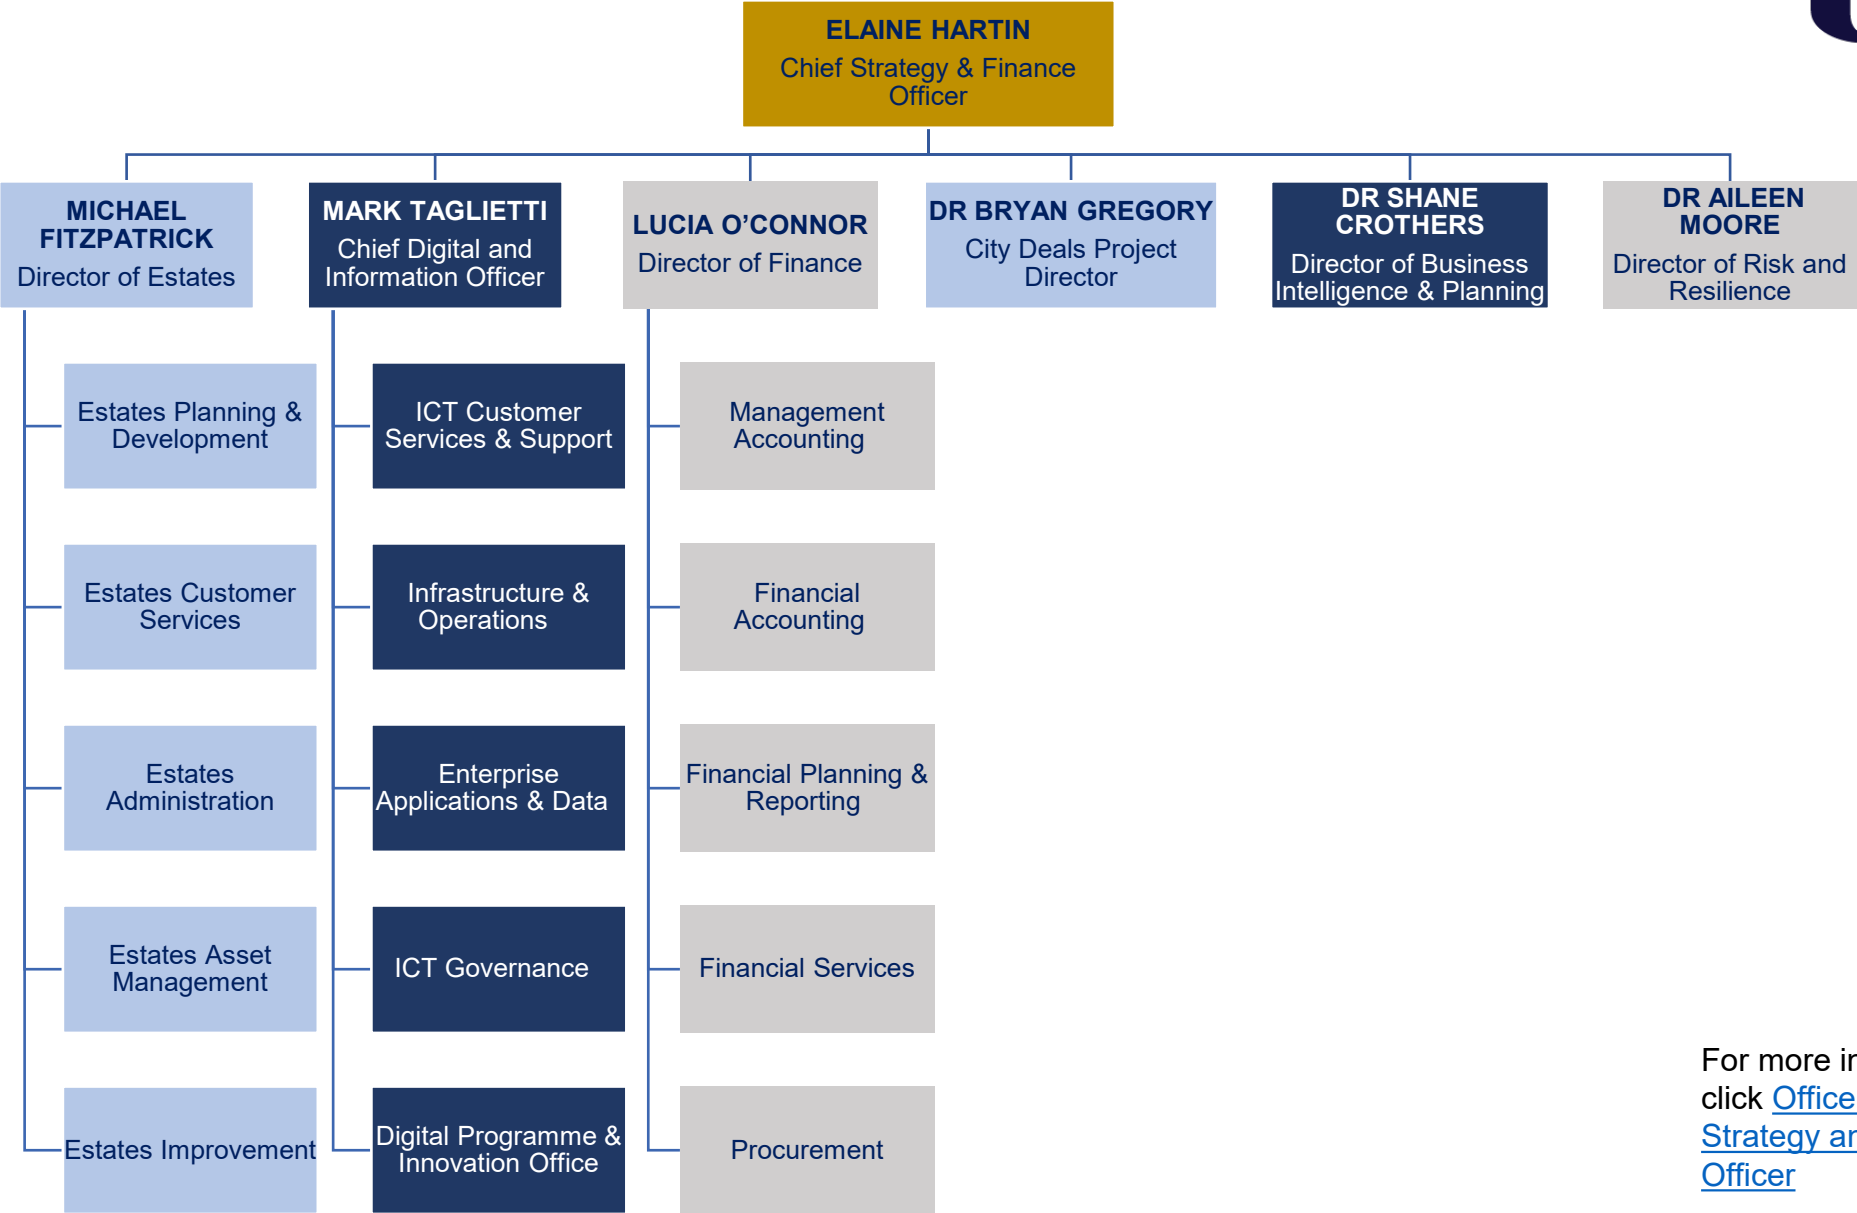 ELAINE HARTIN
Chief Strategy & Finance
Officer
MICHAEL
FITZPATRICK
Director of Estates
MARK TAGLIETTI
Chief Digital and
Information Officer
LUCIA O’CONNOR
Director of Finance
DR BRYAN GREGORY
City Deals Project
Director
DR SHANE
CROTHERS
Director of Business
Intelligence & Planning
DR AILEEN
MOORE
Director of Risk and
Resilience
Estates Planning &
Development
Estates Customer
Services
Estates
Administration
Estates Asset
Management
Estates Improvement
ICT Customer
Services & Support
Infrastructure &
Operations
Enterprise
Applications & Data
ICT Governance
Digital Programme &
Innovation Office
Management
Accounting
Financial
Accounting
Financial Planning &
Reporting
Financial Services
Procurement
For more
click Office
Strategy
Officer